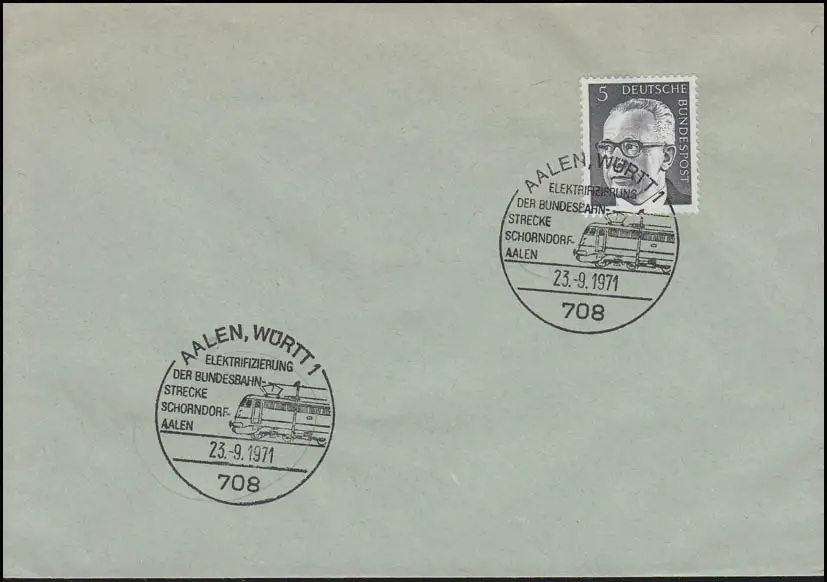 5 DEUTSCHE
BUNDESPOST
AALEN, WÜRTT 1
ELEKTRIFIZIERUNG
DER BUNDESBAHN-
STRECKE
SCHORNDORF-
AALEN
23.-9.1971
708
AALEN, WÜRTT 1
ELEKTRIFIZIERUNG
DER BUNDESBAHN-
STRECKE
SCHORNDORF-
AALEN
23.-9.1971
708